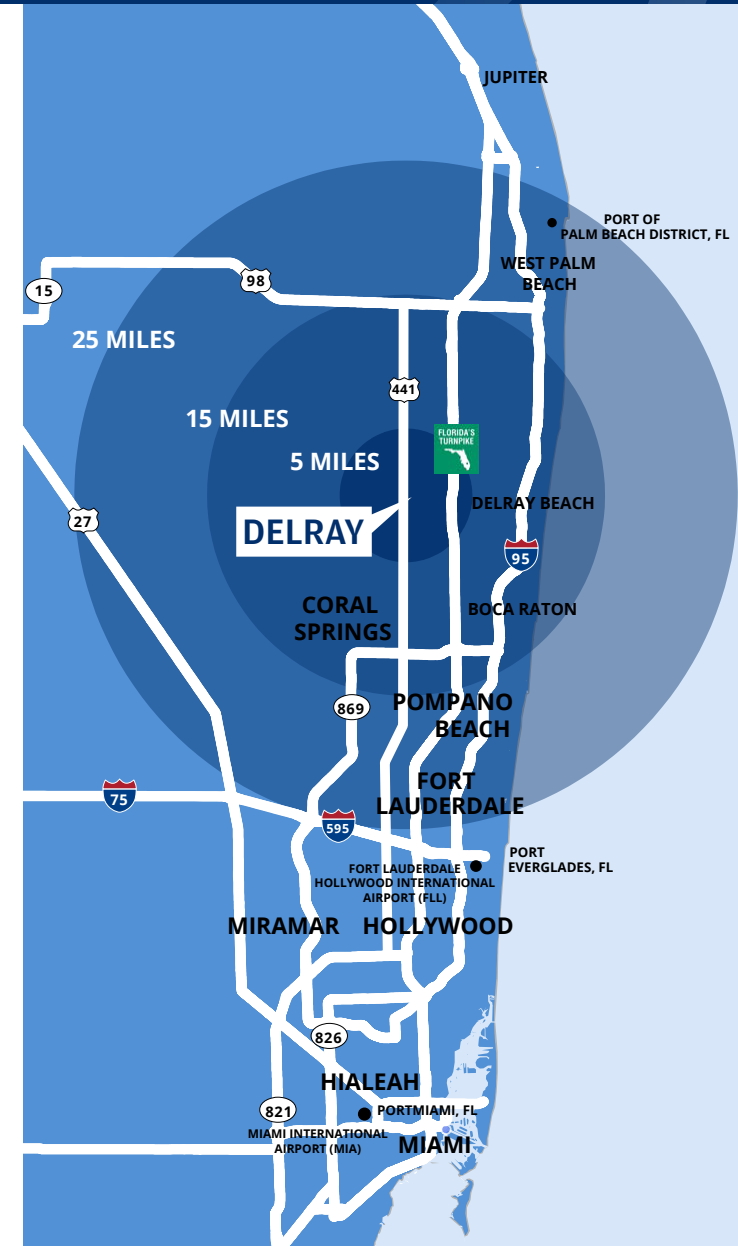 JUPITER
PORT OF
PALM BEACH DISTRICT, FL
WEST PALM
BEACH
98
15
25 MILES
441
15 MILES
FLORIDA'S
TURNPIKE
5 MILES
DELRAY BEACH
27
DELRAY
95
CORAL
SPRINGS
BOCA RATON
869
POMPANO
BEACH
FORT
LAUDERDALE
75
595
PORT
EVERGLADES, FL
FORT LAUDERDALE
HOLLYWOOD INTERNATIONAL
AIRPORT (FLL)
MIRAMAR
HOLLYWOOD
826
HIALEAH
821
PORTMIAMI, FL
MIAMI INTERNATIONAL
AIRPORT (MIA)
MIAMI